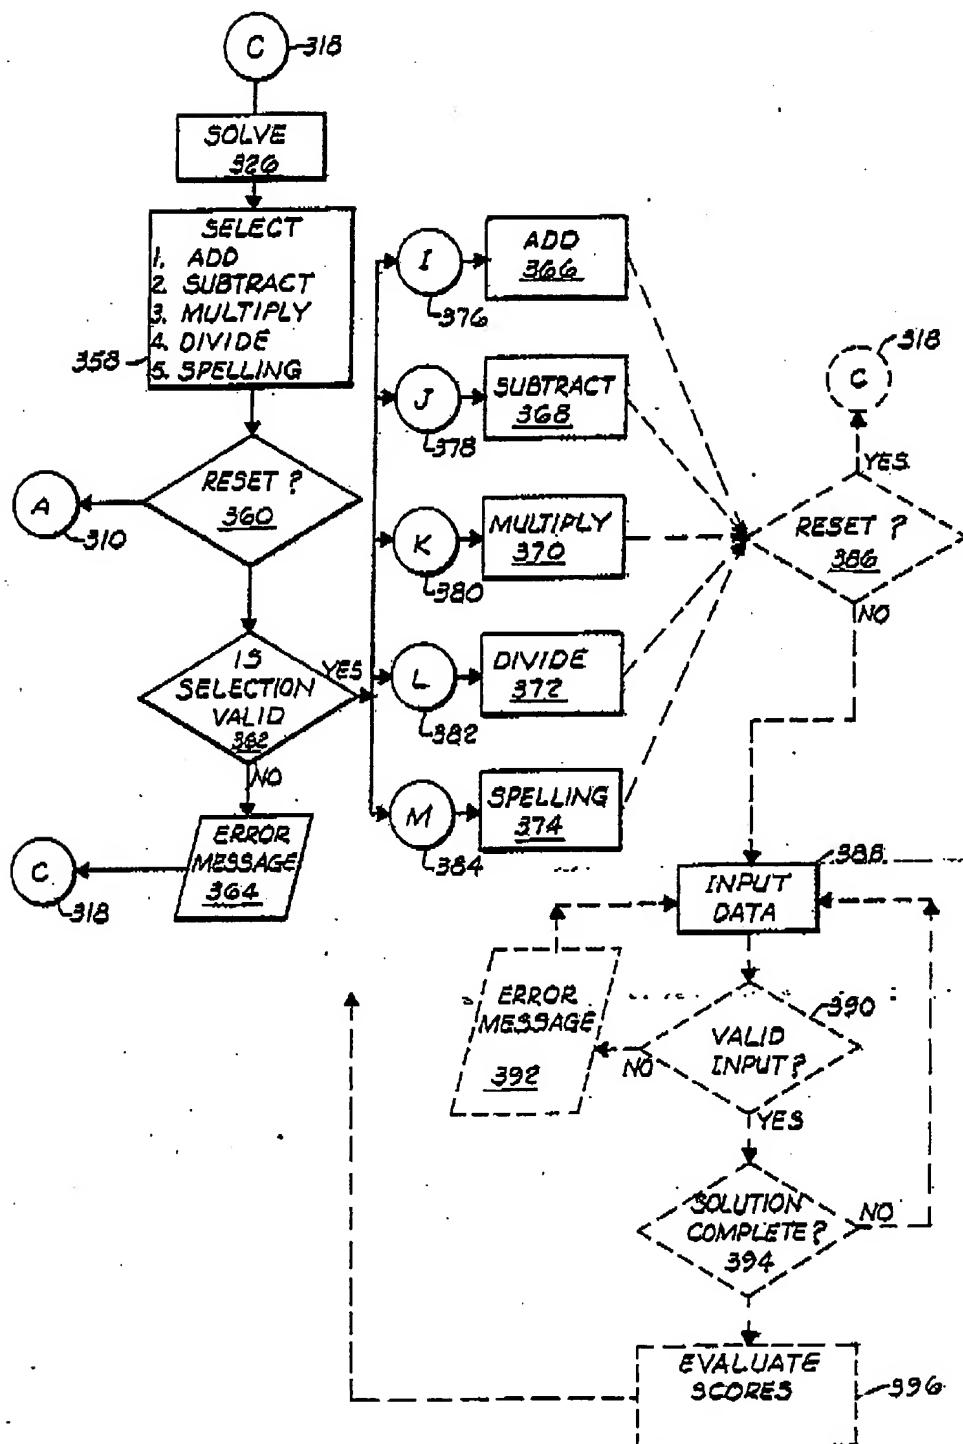 C
318
SOLVE
326
SELECT
1. ADD
2. SUBTRACT
3. MULTIPLY
4. DIVIDE
5. SPELLING
358
RESET ?
360
A
310
IS
SELECTION
VALID
362
YES
NO
ERROR
MESSAGE
364
C
318
I
376
ADD
366
J
378
SUBTRACT
368
K
380
MULTIPLY
370
L
382
DIVIDE
372
M
384
SPELLING
374
318
C
YES
RESET ?
386
NO
388
INPUT
DATA
ERROR
MESSAGE
392
390
VALID
INPUT?
NO
YES
SOLUTION
COMPLETE?
394
NO
EVALUATE
SCORES
396